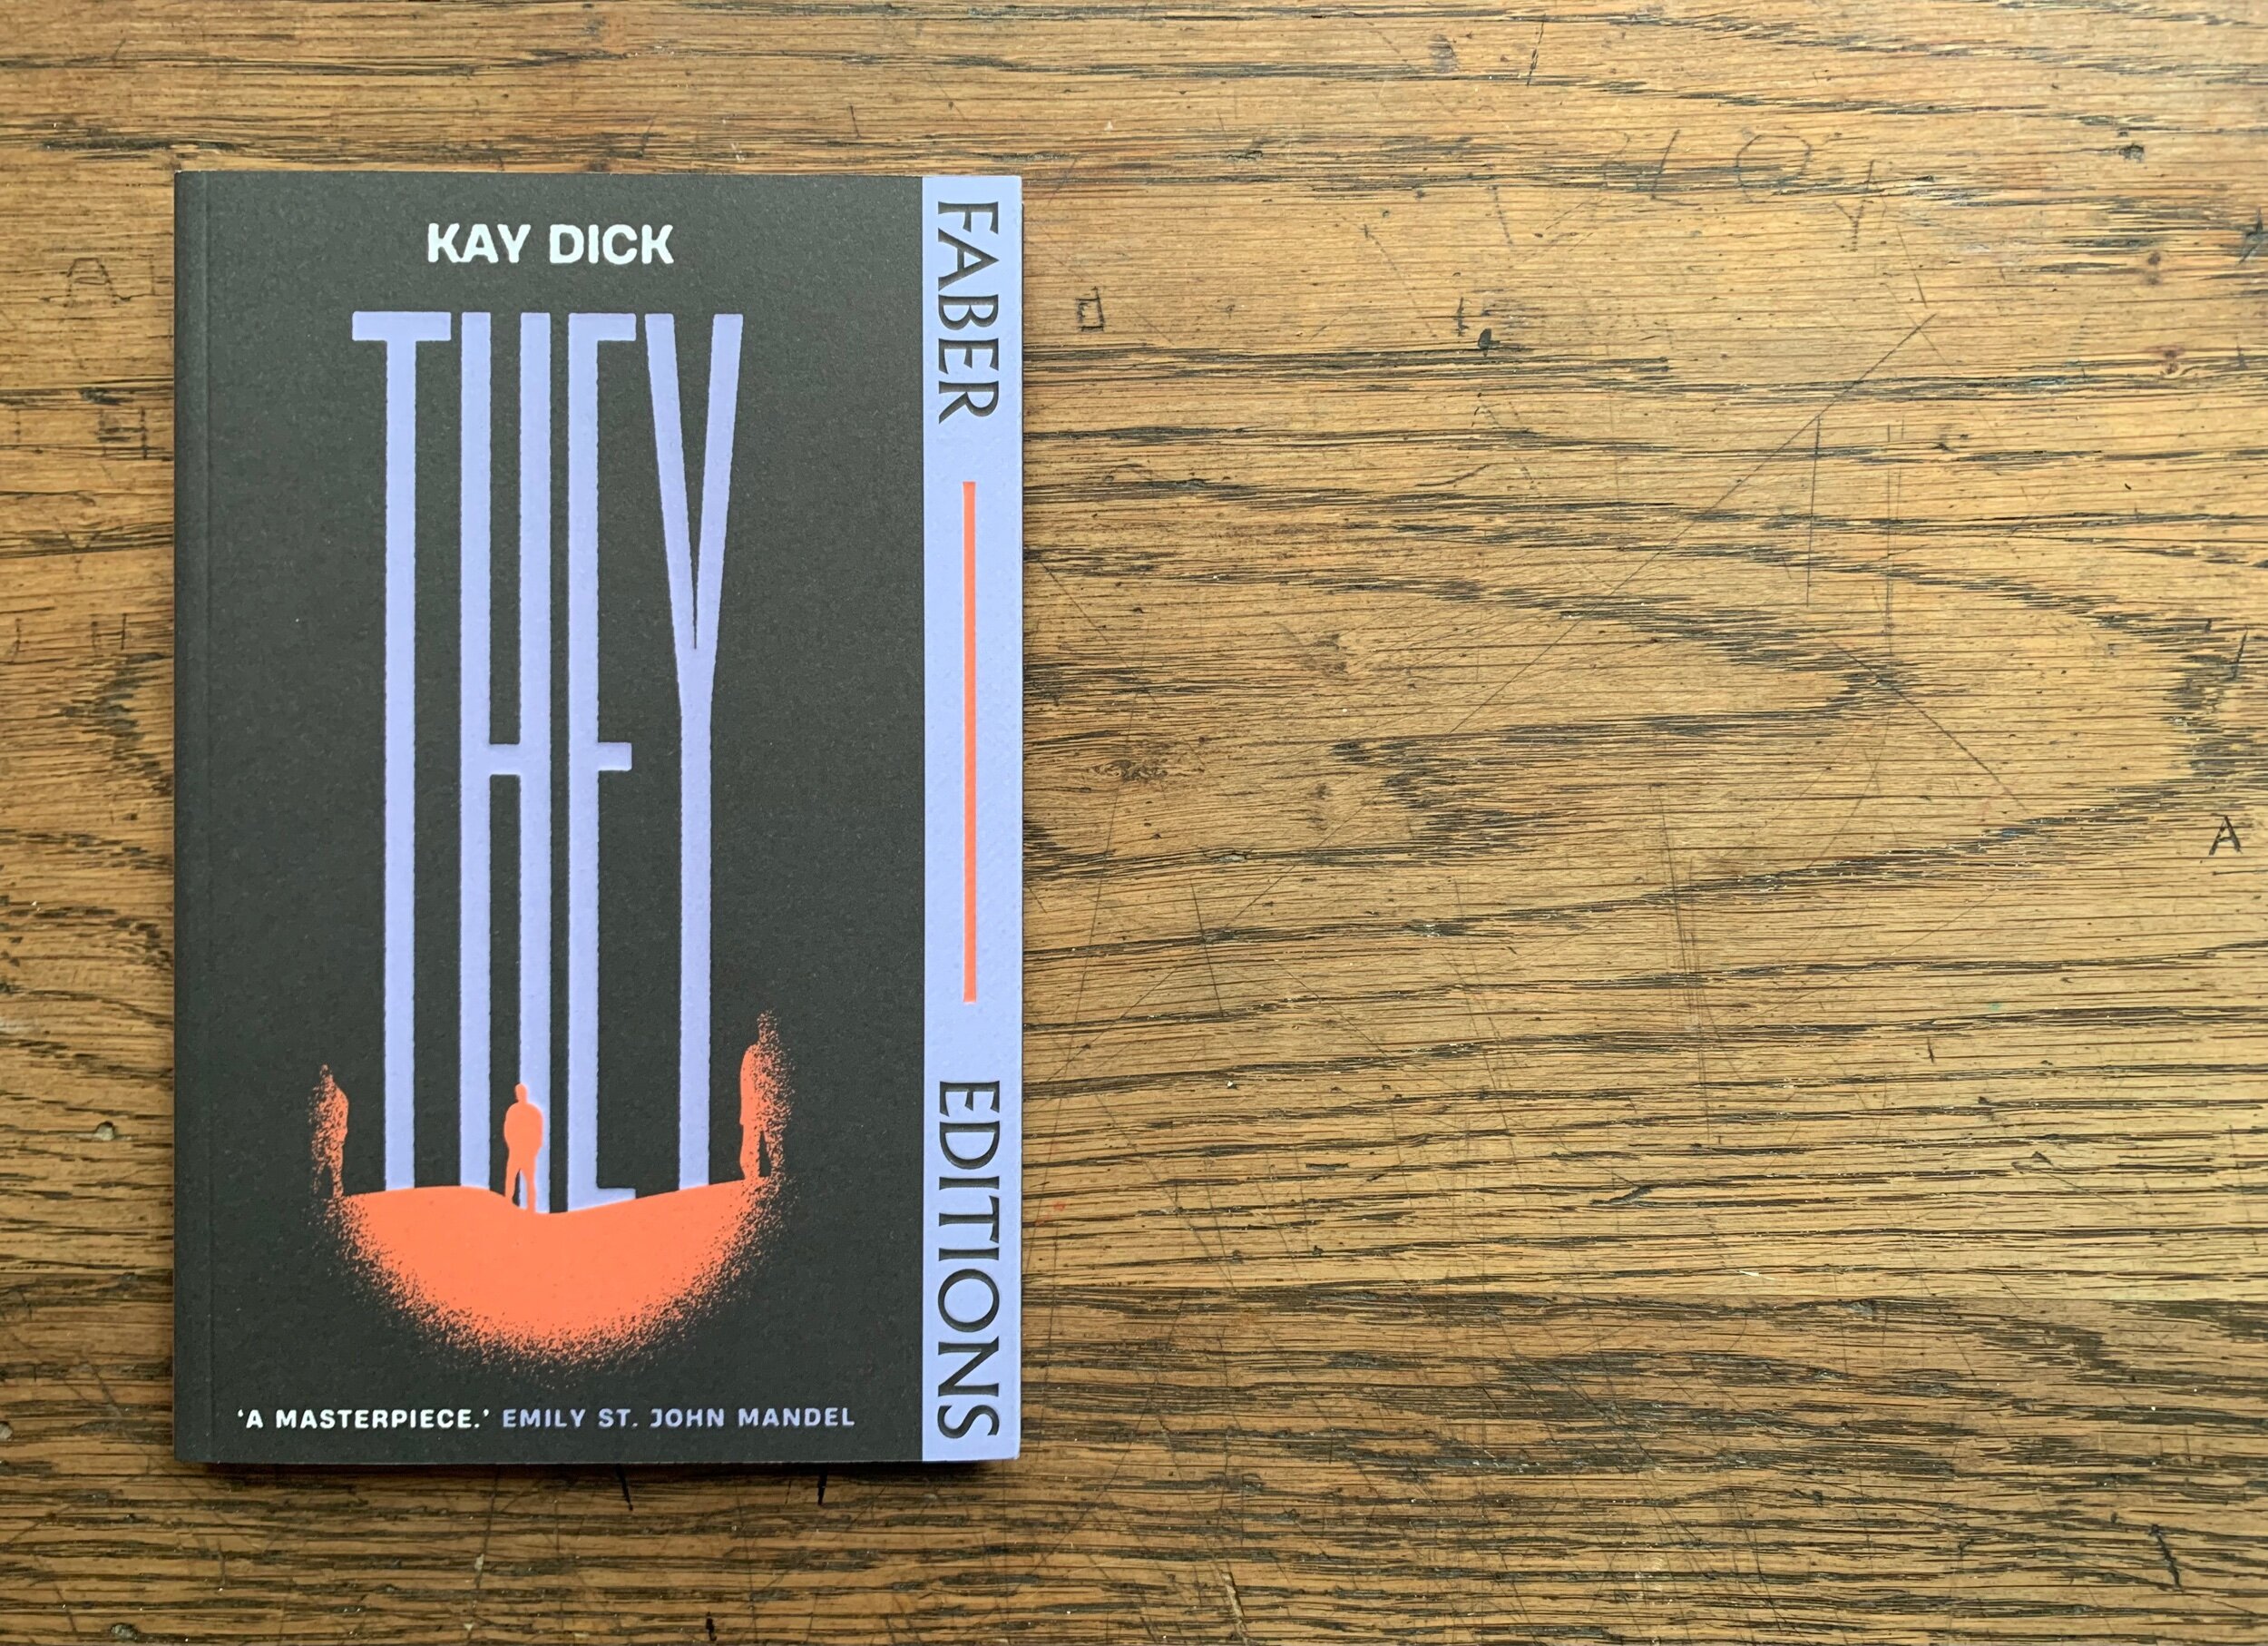 KAY DICK
THEY
‘A MASTERPIECE.’ EMILY ST. JOHN MANDEL
FABER EDITIONS
A